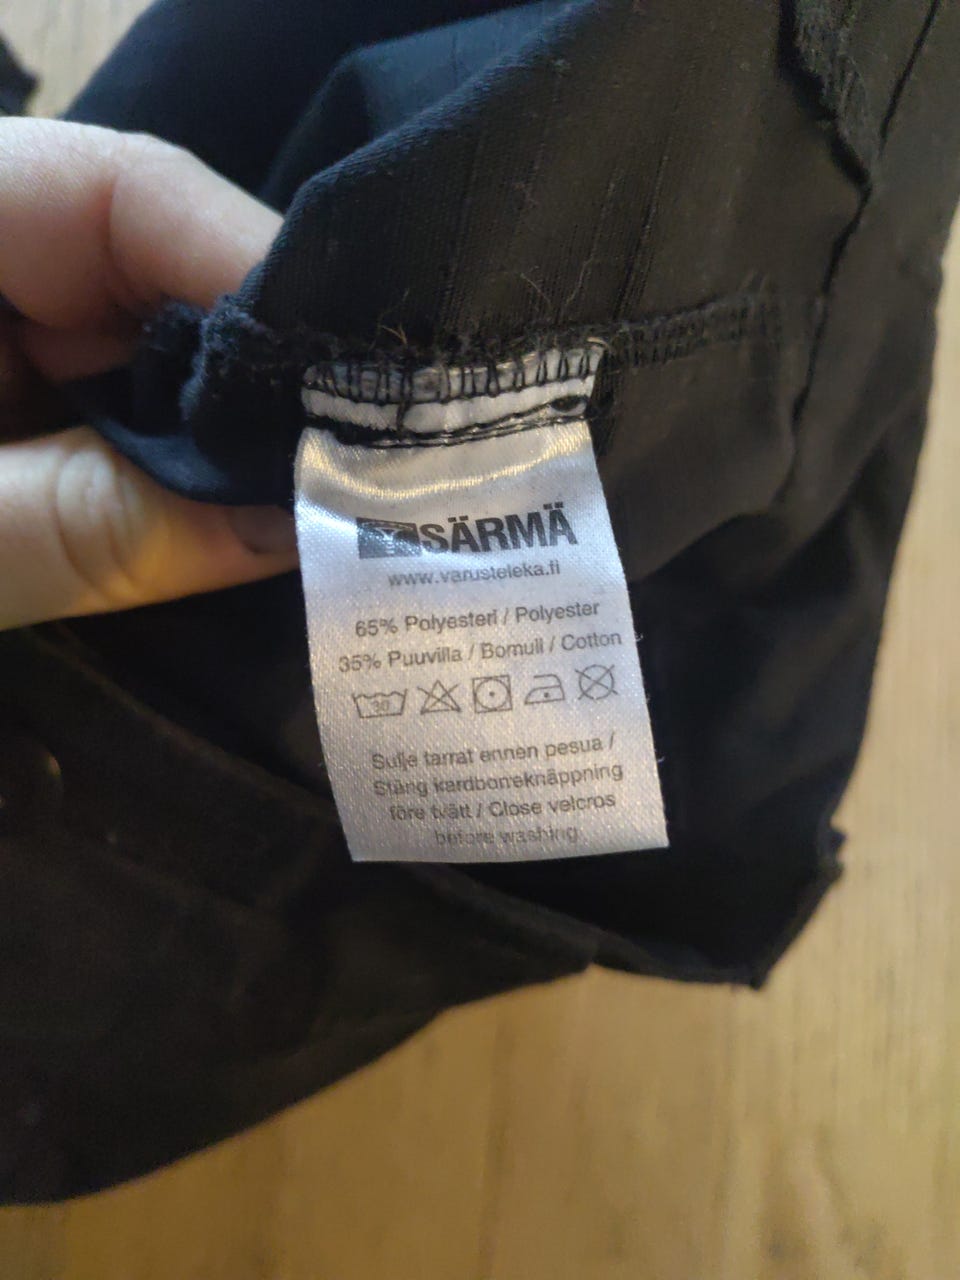 SÄRMÄ
www.varusteleka.fi
65% Polyesteri / Polyester
35% Puuvilla / Bomull / Cotton
30
Sulje tarrat ennen pesua /
Stäng kardborreknäppning
före tvätt / Close velcros
before washing